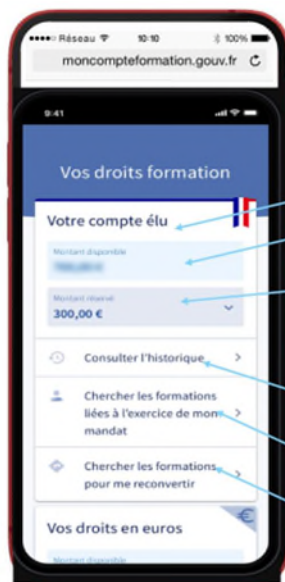 Réseau 10:10 100%
moncompteformation.gouv.fr
9:41
Vos droits formation
Votre compte élu
Montant disponible
Montant réservé
300,00 €
Consulter l'historique
Chercher les formations
liées à l'exercice de mon
mandat
Chercher les formations
pour me reconvertir
Vos droits en euros
Montant disponible